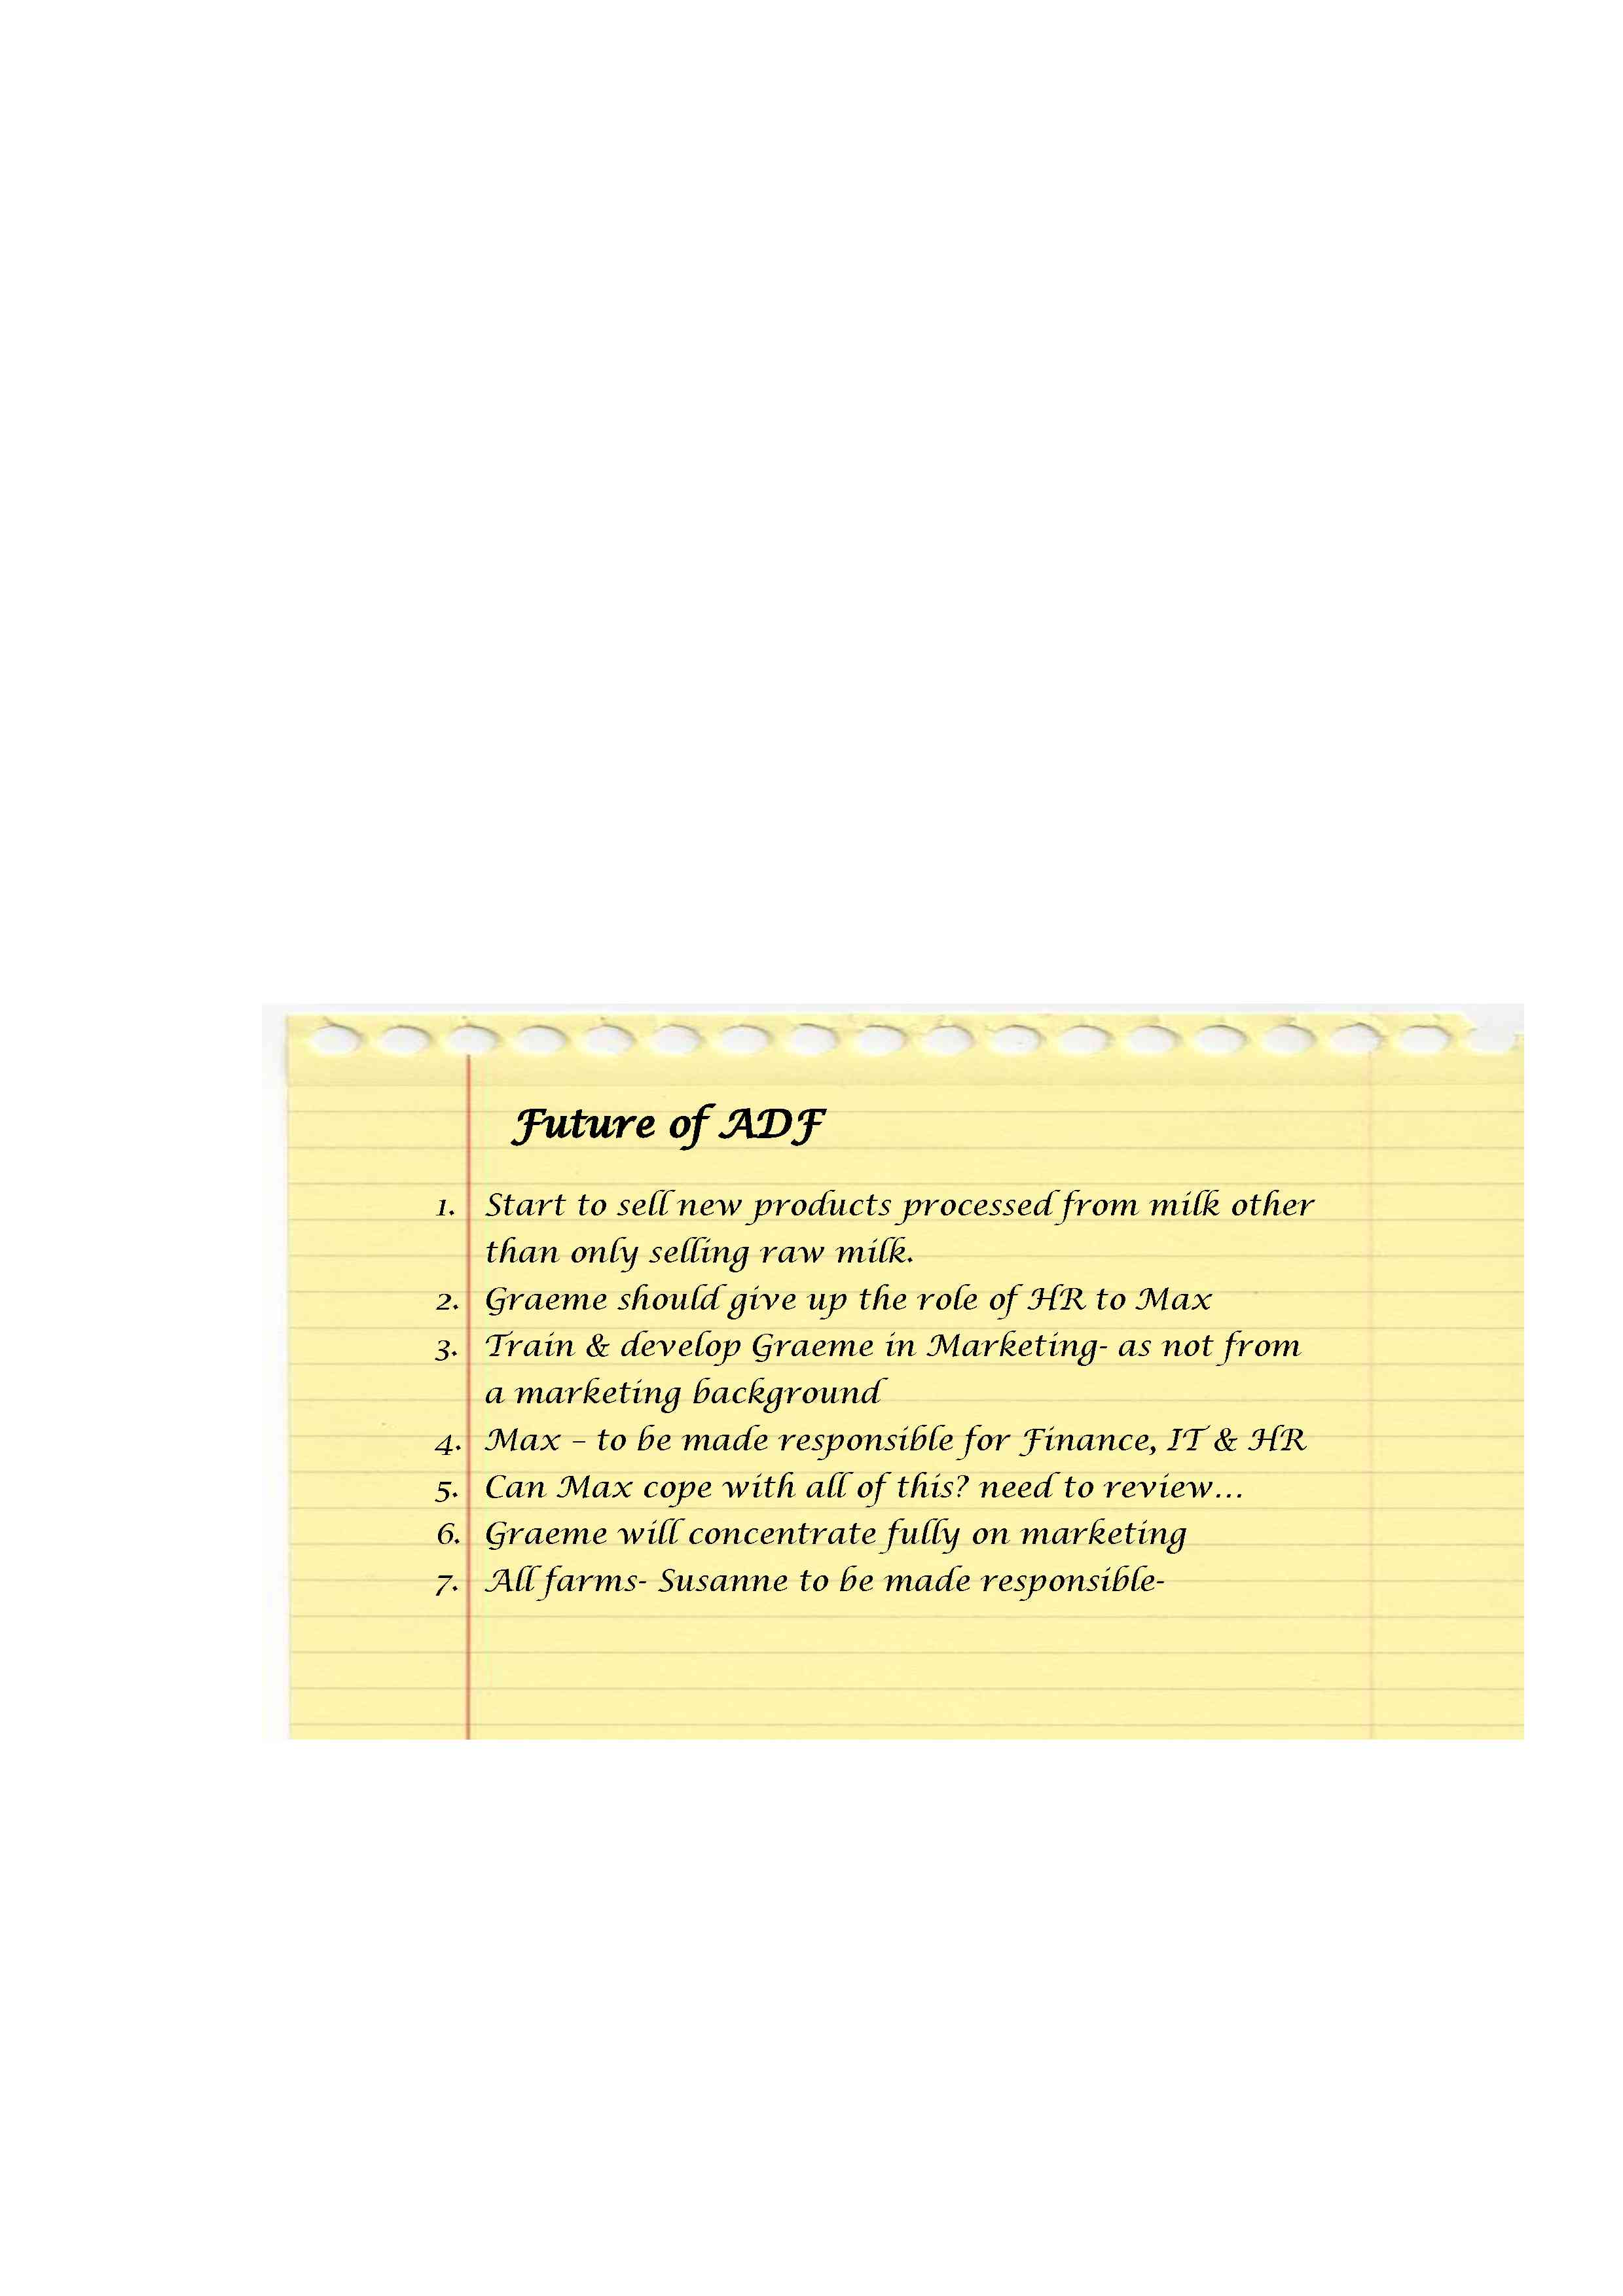 Future of ADF
1. Start to sell new products processed from milk other
than only selling raw milk.
2. Graeme should give up the role of HR to Max
3. Train & develop Graeme in Marketing- as not from
a marketing background
4. Max – to be made responsible for Finance, IT & HR
5. Can Max cope with all of this? need to review...
6. Graeme will concentrate fully on marketing
7. All farms- Susanne to be made responsible-